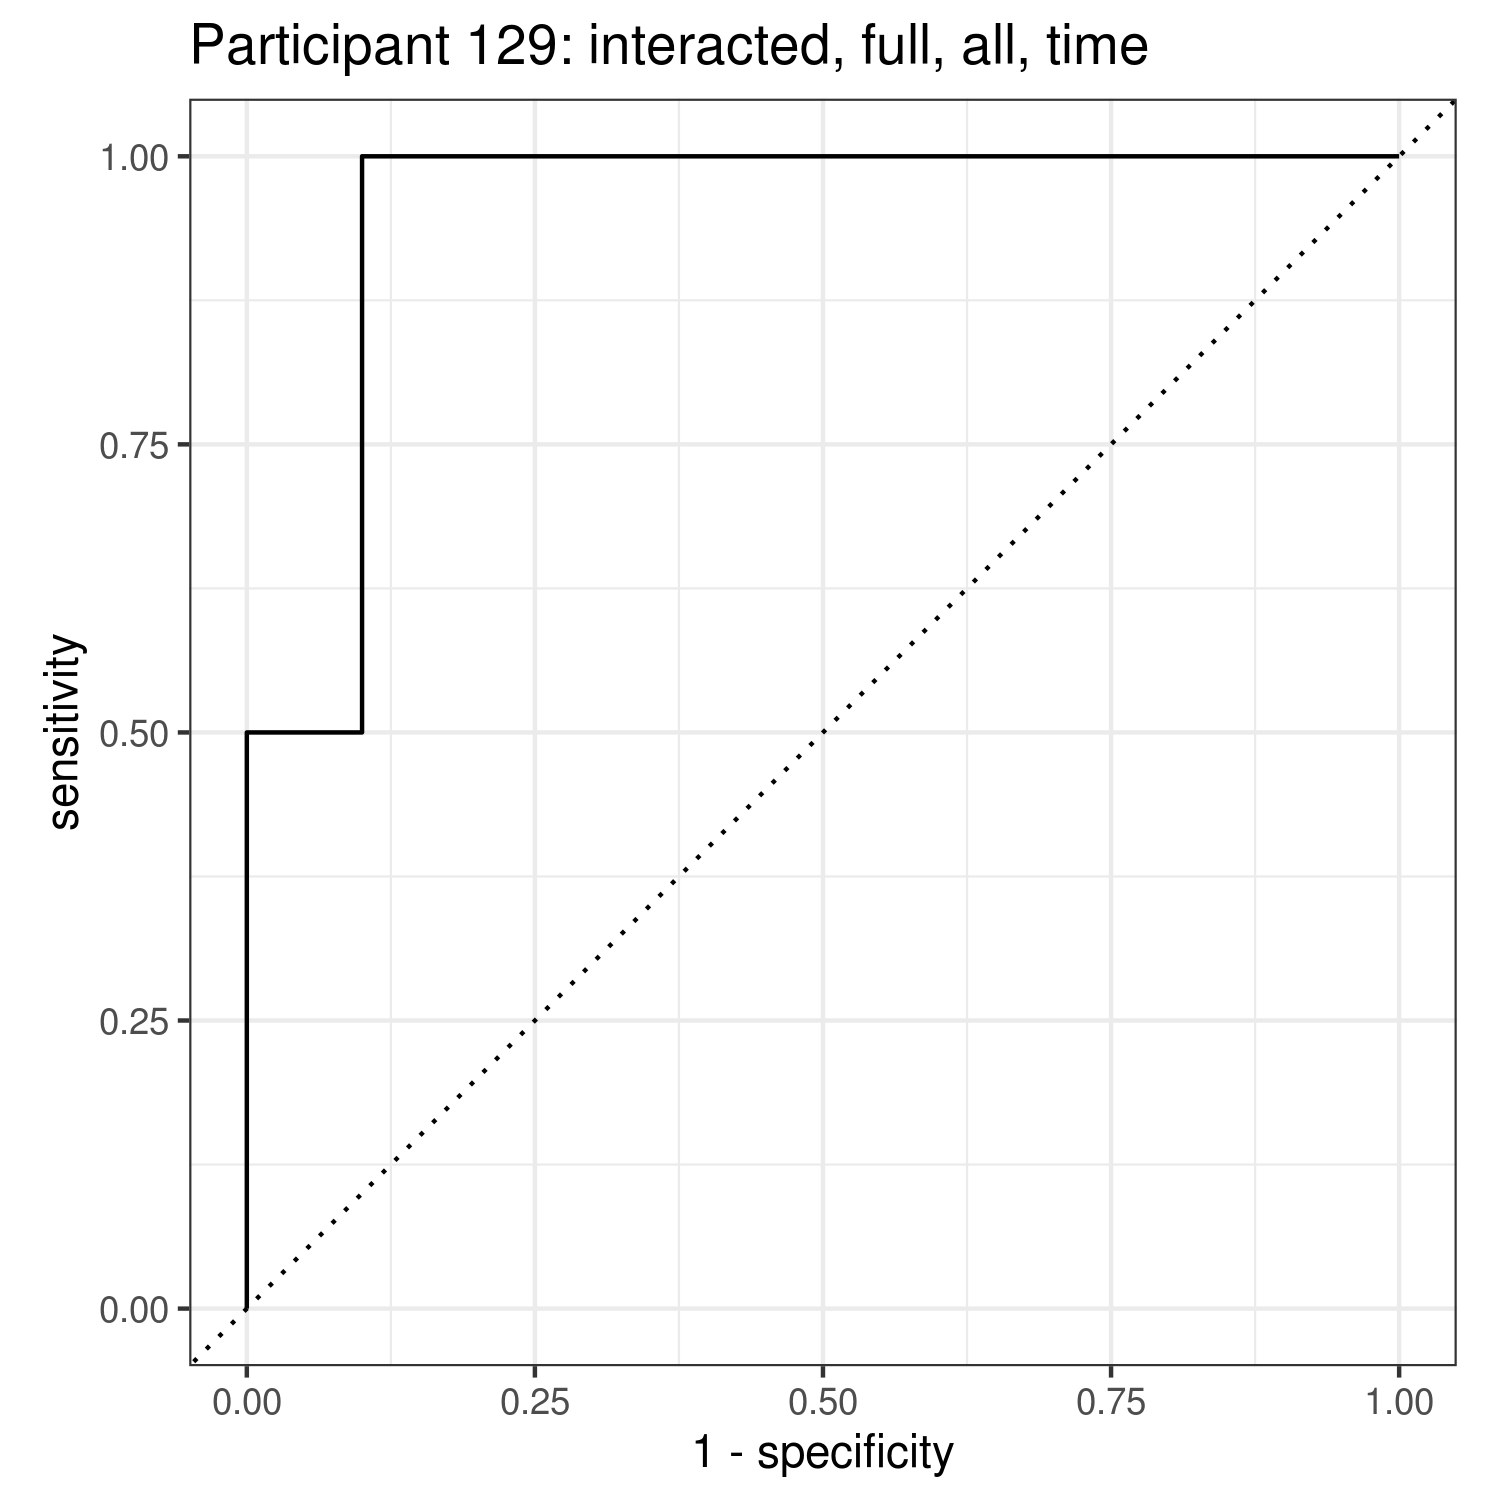 Participant 129: interacted, full, all, time
1.00
0.75
0.50
0.25
0.00
sensitivity
0.00 0.25 0.50 0.75 1.00
1 - specificity